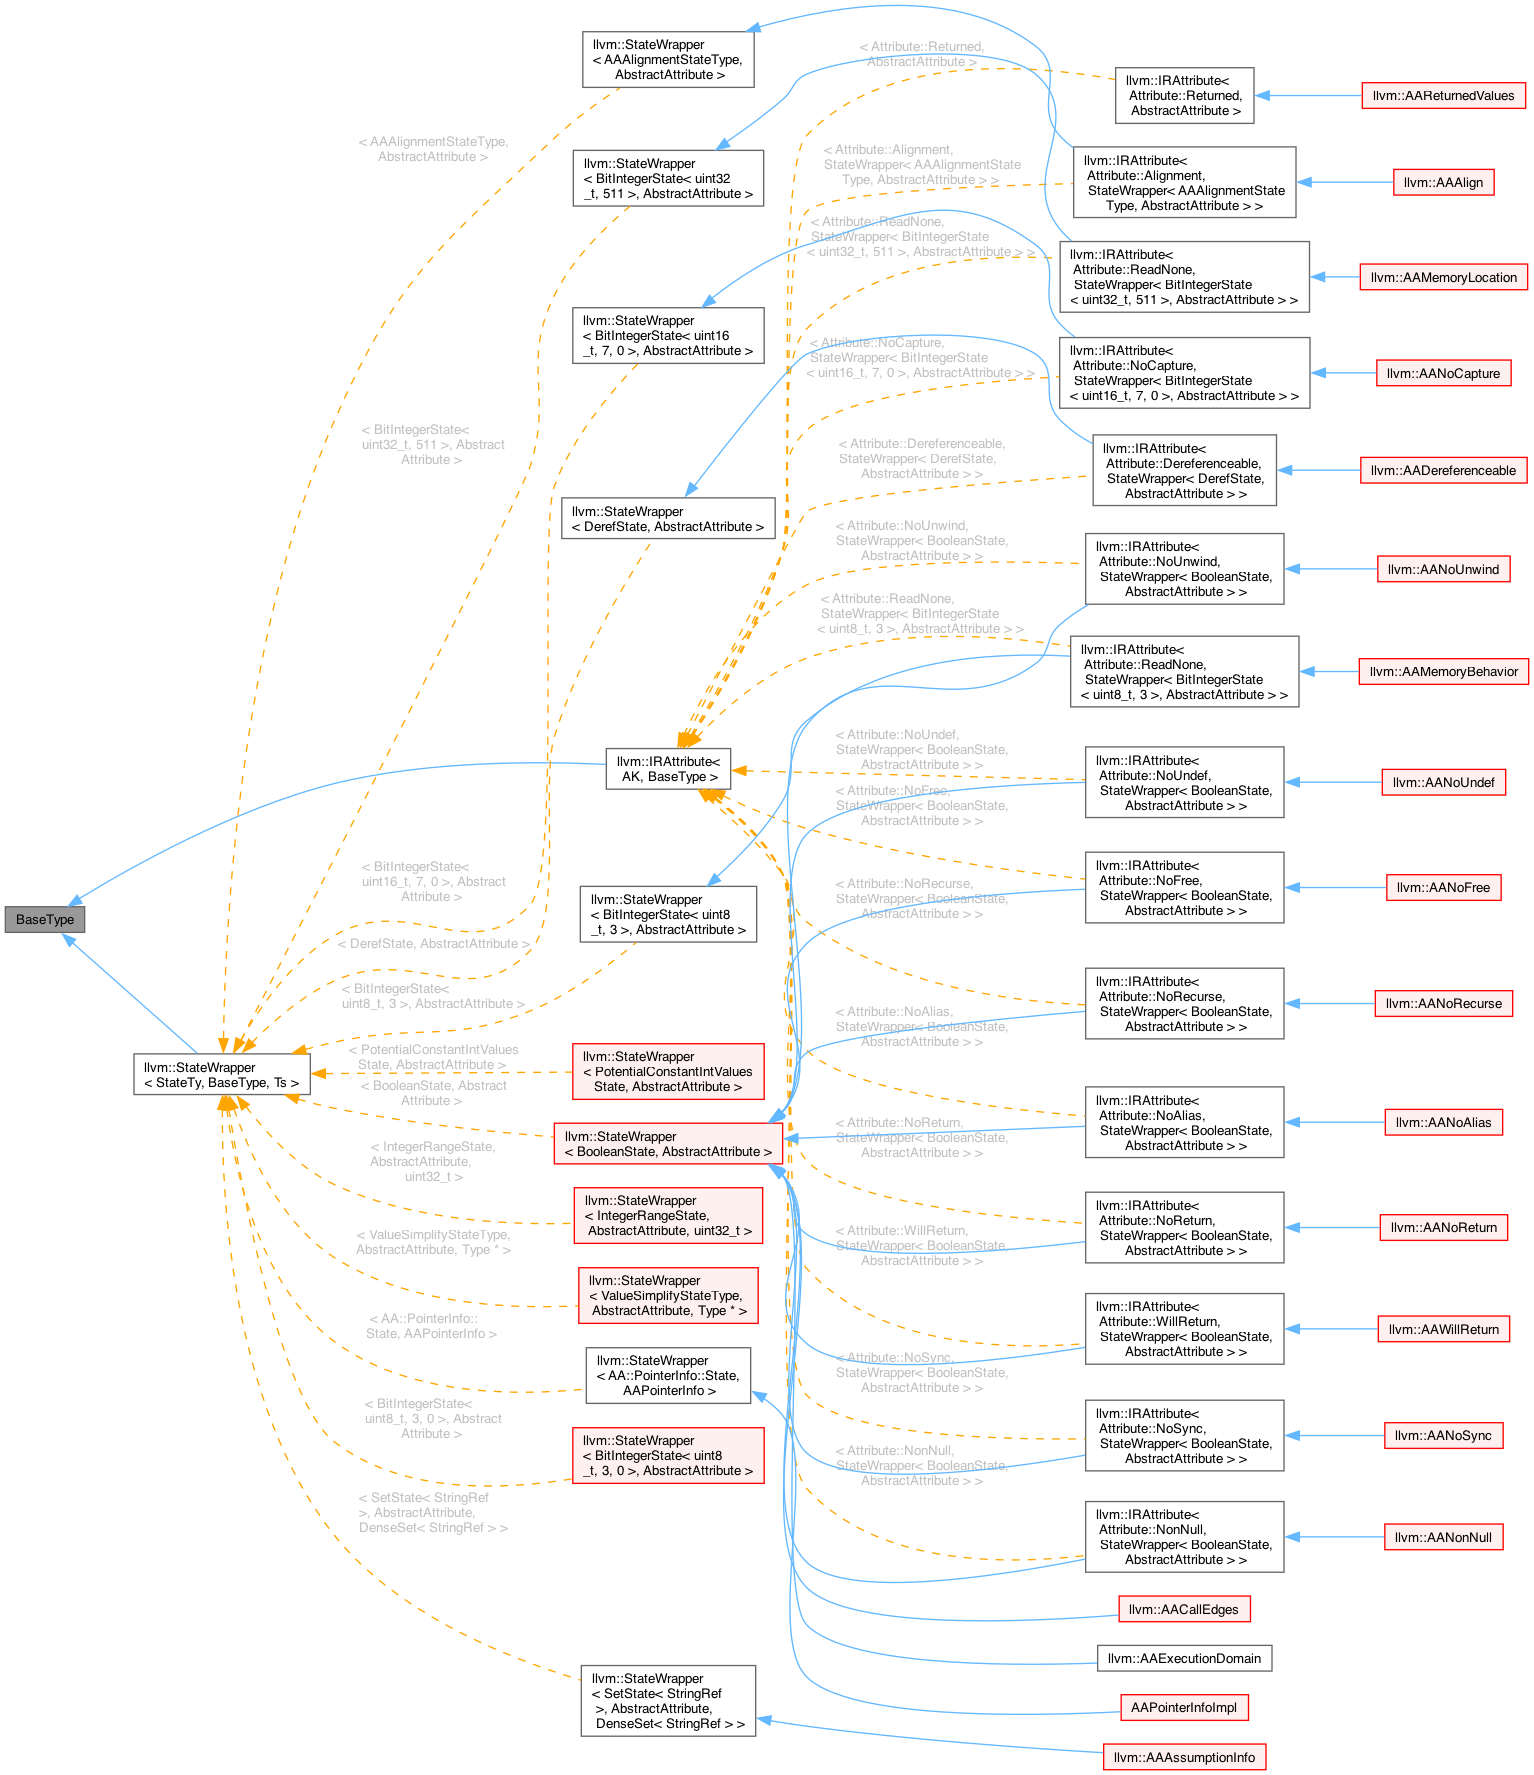 BaseType
llvm::StateWrapper
< StateTy, BaseType, Ts >
llvm::IRAttribute<
AK, BaseType >
llvm::StateWrapper
< AAAlignmentStateType,
AbstractAttribute >
llvm::StateWrapper
< BitIntegerState< uint32
_t, 511 >, AbstractAttribute >
llvm::StateWrapper
< BitIntegerState< uint16
_t, 7, 0 >, AbstractAttribute >
llvm::StateWrapper
< DerefState, AbstractAttribute >
llvm::StateWrapper
< BitIntegerState< uint8
_t, 3 >, AbstractAttribute >
llvm::StateWrapper
< PotentialConstantIntValues
State, AbstractAttribute >
llvm::StateWrapper
< BooleanState, AbstractAttribute >
llvm::StateWrapper
< IntegerRangeState,
AbstractAttribute, uint32_t >
llvm::StateWrapper
< ValueSimplifyStateType,
AbstractAttribute, Type * >
llvm::StateWrapper
< AA::PointerInfo::State,
AAPointerInfo >
llvm::StateWrapper
< BitIntegerState< uint8
_t, 3, 0 >, AbstractAttribute >
llvm::StateWrapper
< SetState< StringRef
>, AbstractAttribute,
DenseSet< StringRef > >
< AAAlignmentStateType,
AbstractAttribute >
< BitIntegerState<
uint32_t, 511 >, Abstract
Attribute >
< BitIntegerState<
uint16_t, 7, 0 >, Abstract
Attribute >
< DerefState, AbstractAttribute >
< BitIntegerState<
uint8_t, 3 >, AbstractAttribute >
< PotentialConstantIntValues
State, AbstractAttribute >
< BooleanState, Abstract
Attribute >
< IntegerRangeState,
AbstractAttribute,
uint32_t >
< ValueSimplifyStateType,
AbstractAttribute, Type * >
< AA::PointerInfo::
State, AAPointerInfo >
< BitIntegerState<
uint8_t, 3, 0 >, Abstract
Attribute >
< SetState< StringRef
>, AbstractAttribute,
DenseSet< StringRef > >
< Attribute::Returned,
AbstractAttribute >
< Attribute::Alignment,
StateWrapper< AAAlignmentState
Type, AbstractAttribute > >
< Attribute::ReadNone,
StateWrapper< BitIntegerState
< uint32_t, 511 >, AbstractAttribute > >
< Attribute::NoCapture,
StateWrapper< BitIntegerState
< uint16_t, 7, 0 >, AbstractAttribute > >
< Attribute::Dereferenceable,
StateWrapper< DerefState,
AbstractAttribute > >
< Attribute::NoUnwind,
StateWrapper< BooleanState,
AbstractAttribute > >
< Attribute::ReadNone,
StateWrapper< BitIntegerState
< uint8_t, 3 >, AbstractAttribute > >
< Attribute::NoUndef,
StateWrapper< BooleanState,
AbstractAttribute > >
< Attribute::NoFree,
StateWrapper< BooleanState,
AbstractAttribute > >
< Attribute::NoRecurse,
StateWrapper< BooleanState,
AbstractAttribute > >
< Attribute::NoAlias,
StateWrapper< BooleanState,
AbstractAttribute > >
< Attribute::NoReturn,
StateWrapper< BooleanState,
AbstractAttribute > >
< Attribute::WillReturn,
StateWrapper< BooleanState,
AbstractAttribute > >
< Attribute::NoSync,
StateWrapper< BooleanState,
AbstractAttribute > >
< Attribute::NonNull,
StateWrapper< BooleanState,
AbstractAttribute > >
llvm::IRAttribute<
Attribute::Returned,
AbstractAttribute >
llvm::AAReturnedValues
llvm::IRAttribute<
Attribute::Alignment,
StateWrapper< AAAlignmentState
Type, AbstractAttribute > >
llvm::AAAlign
llvm::IRAttribute<
Attribute::ReadNone,
StateWrapper< BitIntegerState
< uint32_t, 511 >, AbstractAttribute > >
llvm::AAMemoryLocation
llvm::IRAttribute<
Attribute::NoCapture,
StateWrapper< BitIntegerState
< uint16_t, 7, 0 >, AbstractAttribute > >
llvm::AANoCapture
llvm::IRAttribute<
Attribute::Dereferenceable,
StateWrapper< DerefState,
AbstractAttribute > >
llvm::AADereferenceable
llvm::IRAttribute<
Attribute::NoUnwind,
StateWrapper< BooleanState,
AbstractAttribute > >
llvm::AANoUnwind
llvm::IRAttribute<
Attribute::ReadNone,
StateWrapper< BitIntegerState
< uint8_t, 3 >, AbstractAttribute > >
llvm::AAMemoryBehavior
llvm::IRAttribute<
Attribute::NoUndef,
StateWrapper< BooleanState,
AbstractAttribute > >
llvm::AANoUndef
llvm::IRAttribute<
Attribute::NoFree,
StateWrapper< BooleanState,
AbstractAttribute > >
llvm::AANoFree
llvm::IRAttribute<
Attribute::NoRecurse,
StateWrapper< BooleanState,
AbstractAttribute > >
llvm::AANoRecurse
llvm::IRAttribute<
Attribute::NoAlias,
StateWrapper< BooleanState,
AbstractAttribute > >
llvm::AANoAlias
llvm::IRAttribute<
Attribute::NoReturn,
StateWrapper< BooleanState,
AbstractAttribute > >
llvm::AANoReturn
llvm::IRAttribute<
Attribute::WillReturn,
StateWrapper< BooleanState,
AbstractAttribute > >
llvm::AAWillReturn
llvm::IRAttribute<
Attribute::NoSync,
StateWrapper< BooleanState,
AbstractAttribute > >
llvm::AANoSync
llvm::IRAttribute<
Attribute::NonNull,
StateWrapper< BooleanState,
AbstractAttribute > >
llvm::AANonNull
llvm::AACallEdges
llvm::AAExecutionDomain
AAPointerInfoImpl
llvm::AAAssumptionInfo